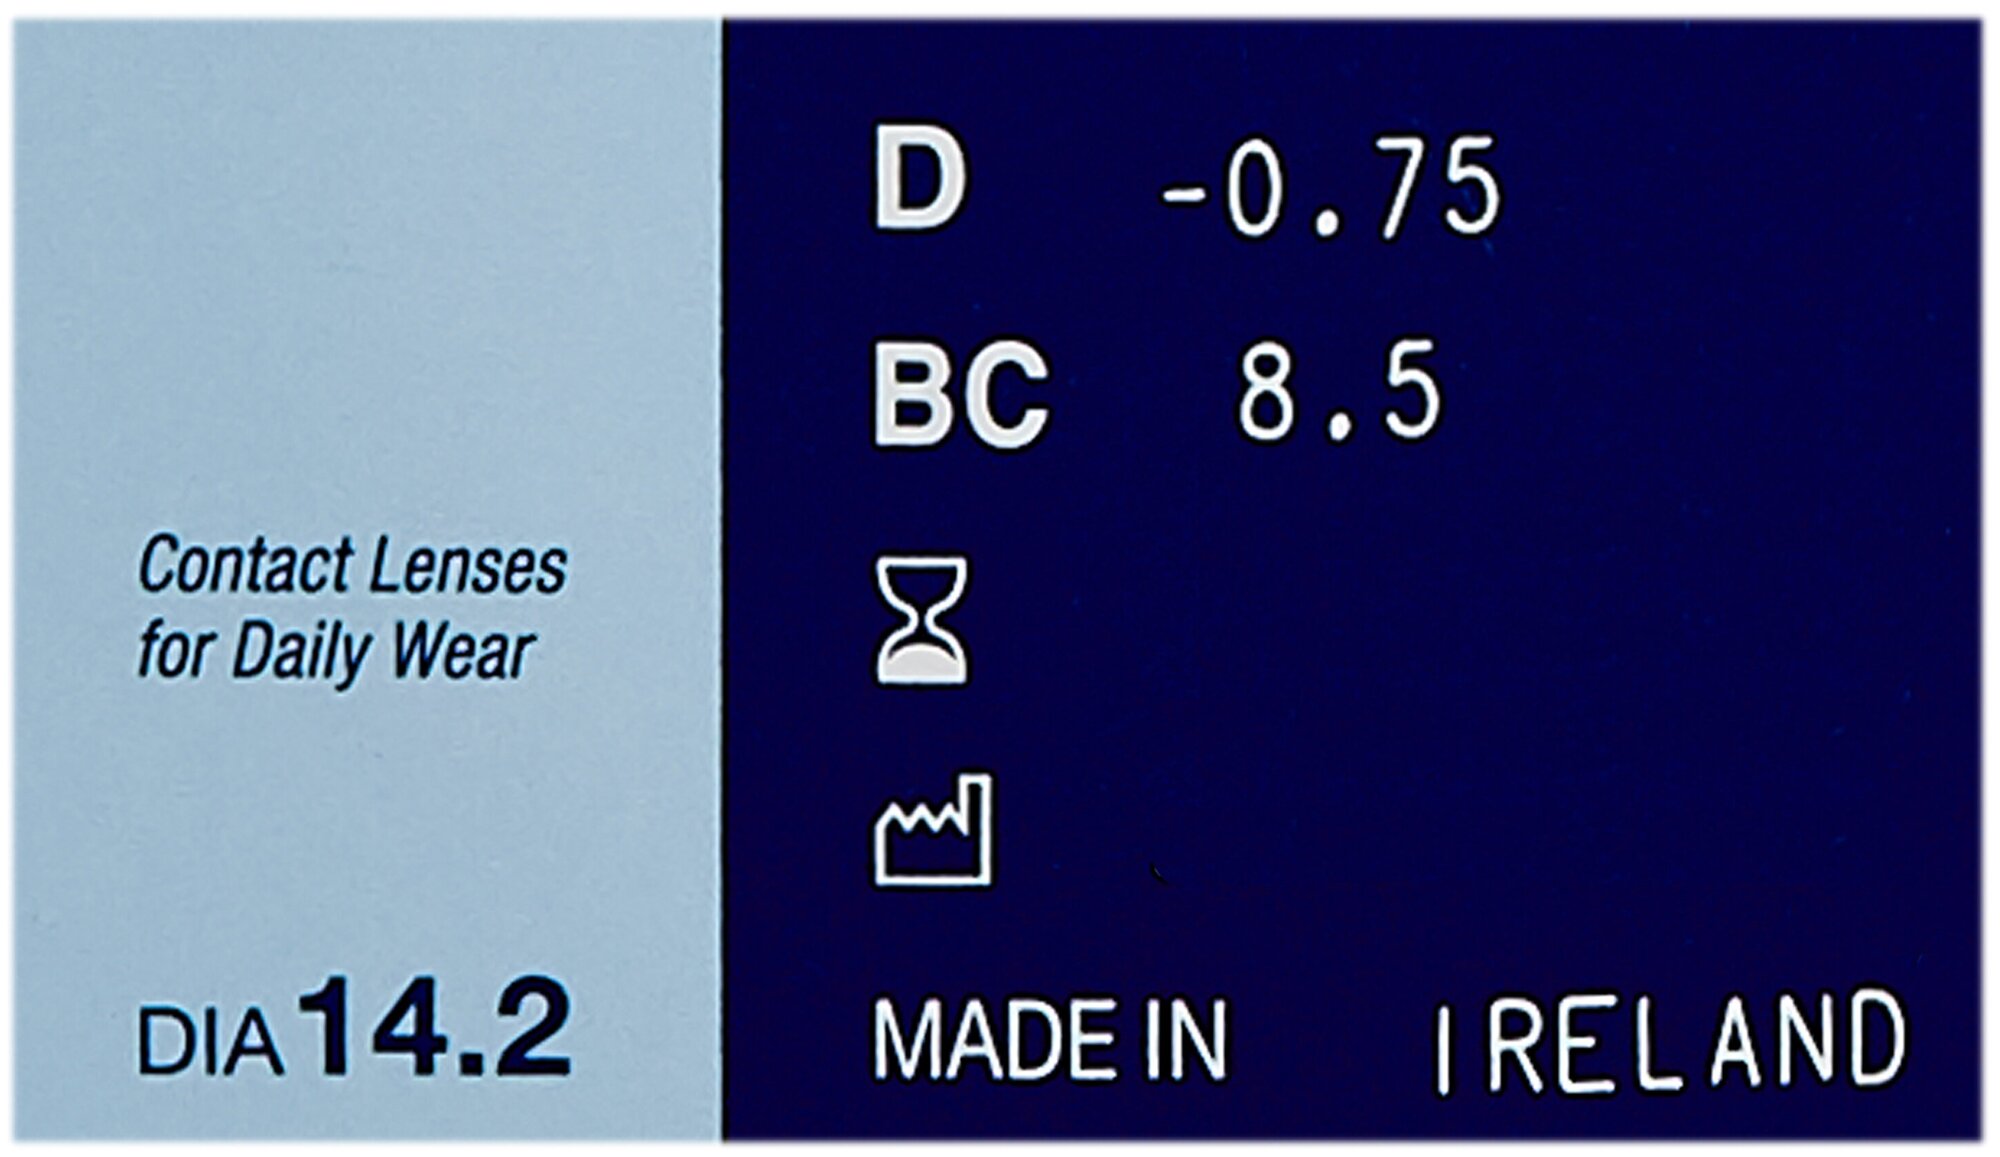 Contact Lenses
for Daily Wear
DIA 14.2
D -0.75
BC 8.5
MADE IN IRELAND